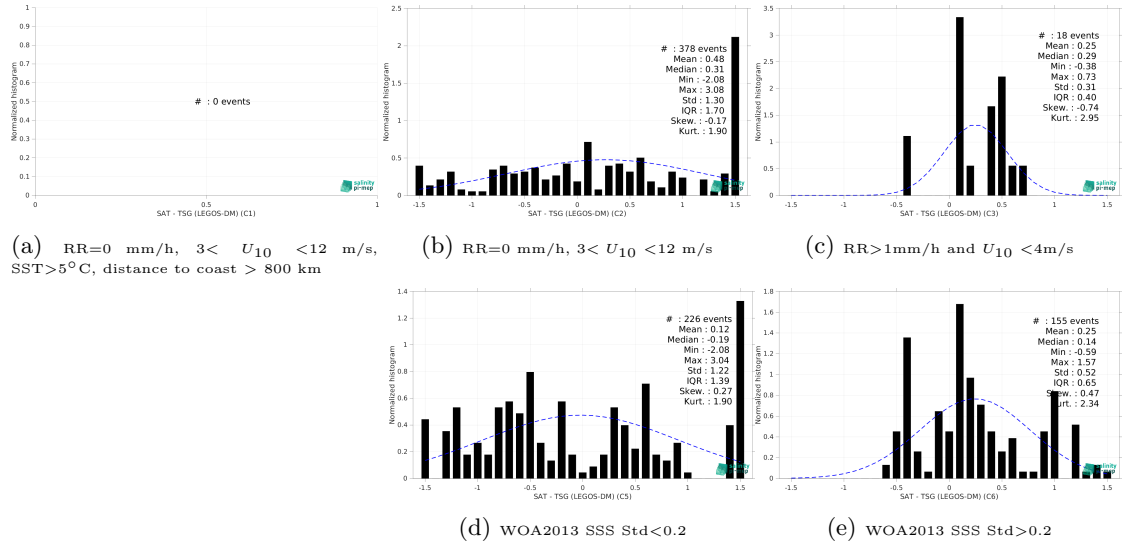 1
0.9
0.8
0.7
0.6
0.5
0.4
0.3
0.2
0.1
0
Normalized histogram
# : 0 events
0 0.5 1
SAT - TSG (LEGOS-DM) (C1)
salinity
pi-mep
(a) RR=0 mm/h, 3< U10 <12 m/s,
SST>5°C, distance to coast > 800 km
2.5
2
1.5
1
0.5
0
Normalized histogram
# : 378 events
Mean : 0.48
Median : 0.31
Min : -2.08
Max : 3.08
Std : 1.30
IQR : 1.70
Skew. : -0.17
Kurt. : 1.90
-1.5 -1 -0.5 0 0.5 1 1.5
SAT - TSG (LEGOS-DM) (C2)
salinity
pi-mep
(b) RR=0 mm/h, 3< U10 <12 m/s
3.5
3
2.5
2
1.5
1
0.5
0
Normalized histogram
# : 18 events
Mean : 0.25
Median : 0.29
Min : -0.38
Max : 0.73
Std : 0.31
IQR : 0.40
Skew. : -0.74
Kurt. : 2.95
-1.5 -1 -0.5 0 0.5 1 1.5
SAT - TSG (LEGOS-DM) (C3)
salinity
pi-mep
(c) RR>1mm/h and U10 <4m/s
1.4
1.2
1
0.8
0.6
0.4
0.2
0
Normalized histogram
# : 226 events
Mean : 0.12
Median : -0.19
Min : -2.08
Max : 3.04
Std : 1.22
IQR : 1.39
Skew. : 0.27
Kurt. : 1.90
-1.5 -1 -0.5 0 0.5 1 1.5
SAT - TSG (LEGOS-DM) (C5)
salinity
pi-mep
(d) WOA2013 SSS Std<0.2
1.8
1.6
1.4
1.2
1
0.8
0.6
0.4
0.2
0
Normalized histogram
# : 155 events
Mean : 0.25
Median : 0.14
Min : -0.59
Max : 1.57
Std : 0.52
IQR : 0.65
Skew. : 0.47
Kurt. : 2.34
-1.5 -1 -0.5 0 0.5 1 1.5
SAT - TSG (LEGOS-DM) (C6)
salinity
pi-mep
(e) WOA2013 SSS Std>0.2